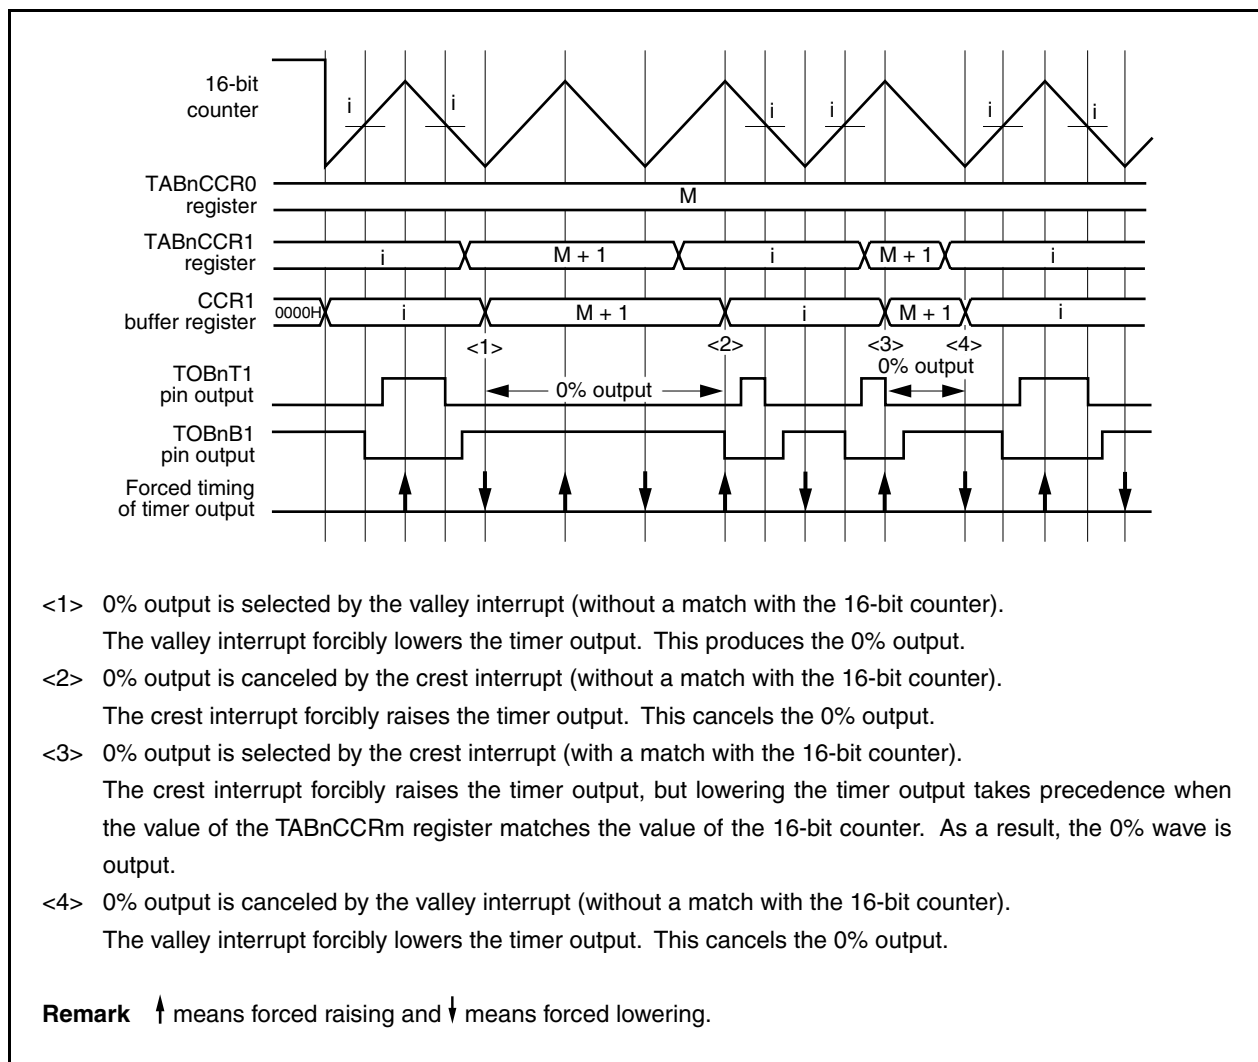 16-bit
counter
i i i i i i
TABnCCR0
register
M
TABnCCR1
register
i M + 1 i M + 1 i
CCR1
buffer register
0000H i M + 1 i M + 1 i
<1> <2> <3> <4>
TOBnT1
pin output
0% output
0% output
TOBnB1
pin output
Forced timing
of timer output
<1> 0% output is selected by the valley interrupt (without a match with the 16-bit counter).
The valley interrupt forcibly lowers the timer output. This produces the 0% output.
<2> 0% output is canceled by the crest interrupt (without a match with the 16-bit counter).
The crest interrupt forcibly raises the timer output. This cancels the 0% output.
<3> 0% output is selected by the crest interrupt (with a match with the 16-bit counter).
The crest interrupt forcibly raises the timer output, but lowering the timer output takes precedence when
the value of the TABnCCRm register matches the value of the 16-bit counter. As a result, the 0% wave is
output.
<4> 0% output is canceled by the valley interrupt (without a match with the 16-bit counter).
The valley interrupt forcibly lowers the timer output. This cancels the 0% output.
Remark ↑ means forced raising and ↓ means forced lowering.